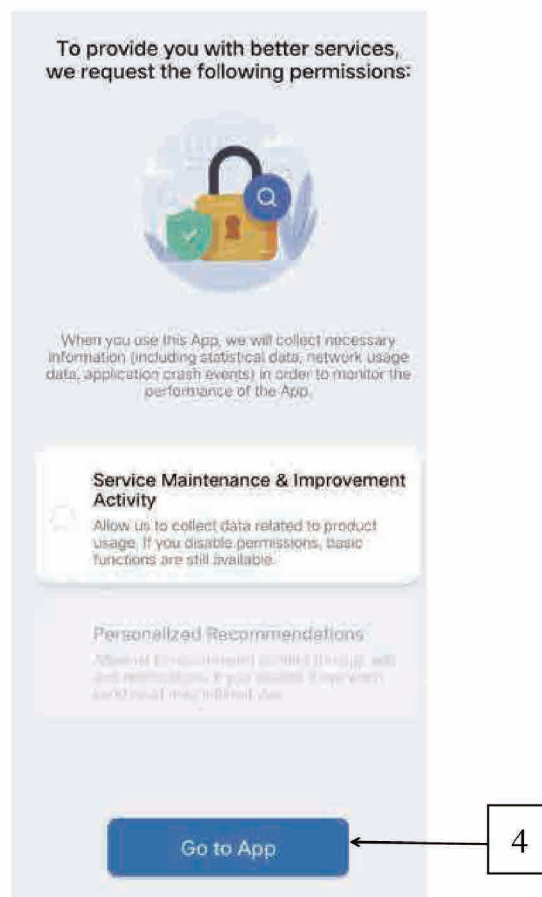 To provide you with better services,
we request the following permissions:
When you use this App, we will collect necessary
information (including statistical data, network usage
data, application crash events) in order to monitor the
performance of the App.
Service Maintenance & Improvement
Activity
Allow us to collect data related to product
usage. If you disable permissions, basic
functions are still available.
Personalized Recommendations
Go to App
4